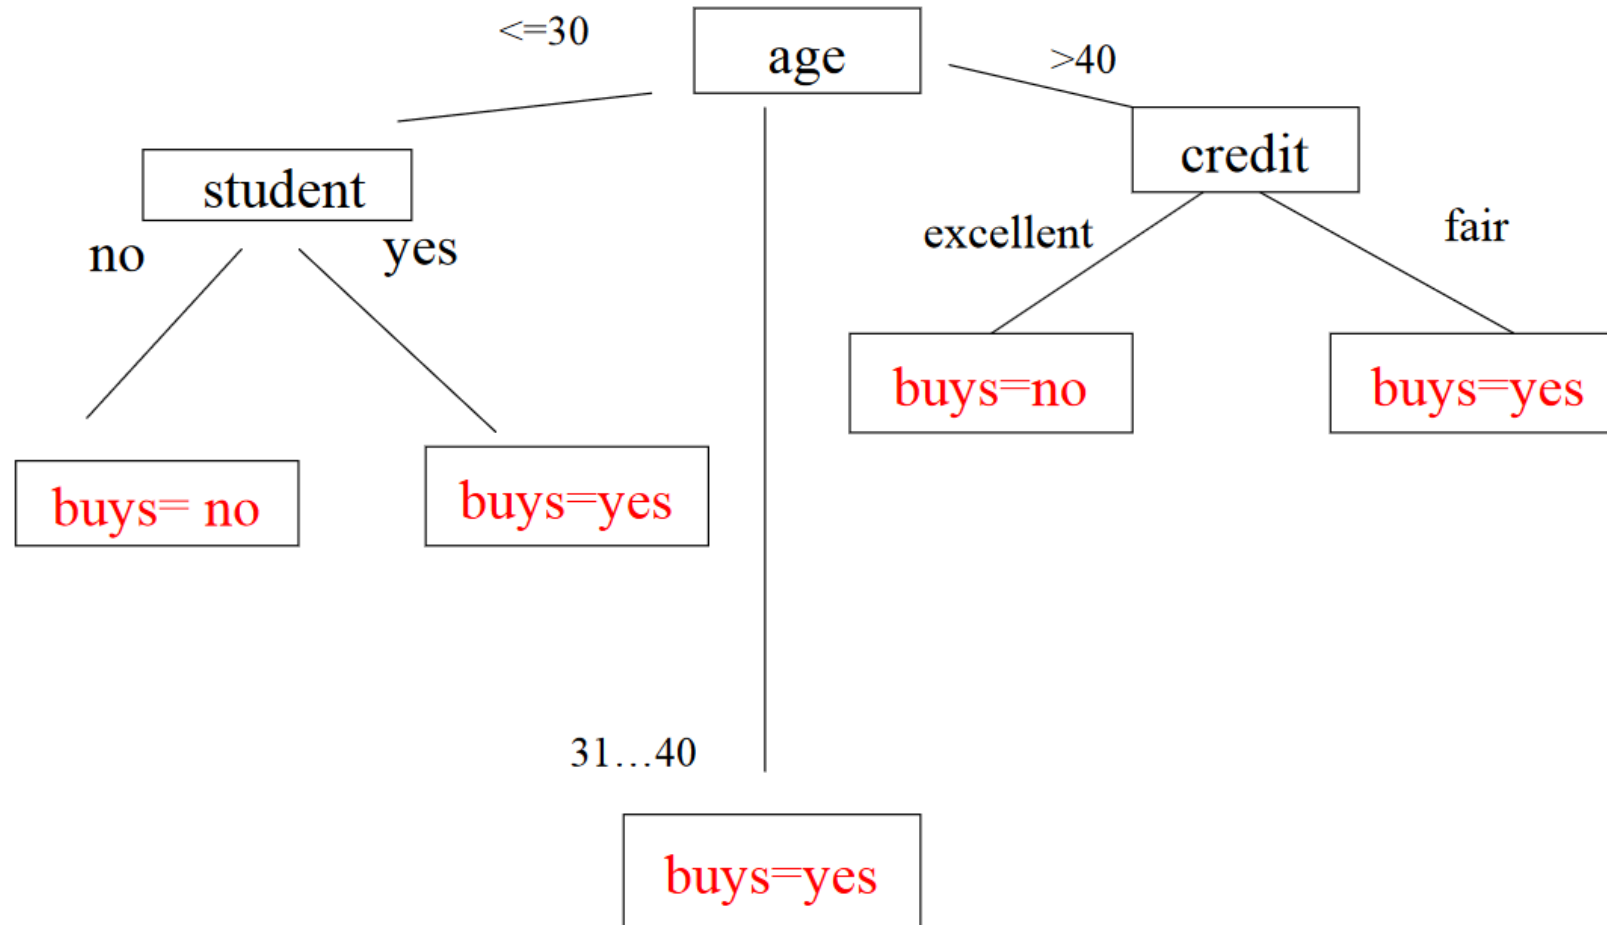 <=30
age
>40
student
credit
no
yes
excellent
fair
buys=no
buys=yes
buys= no
buys=yes
31…40
buys=yes